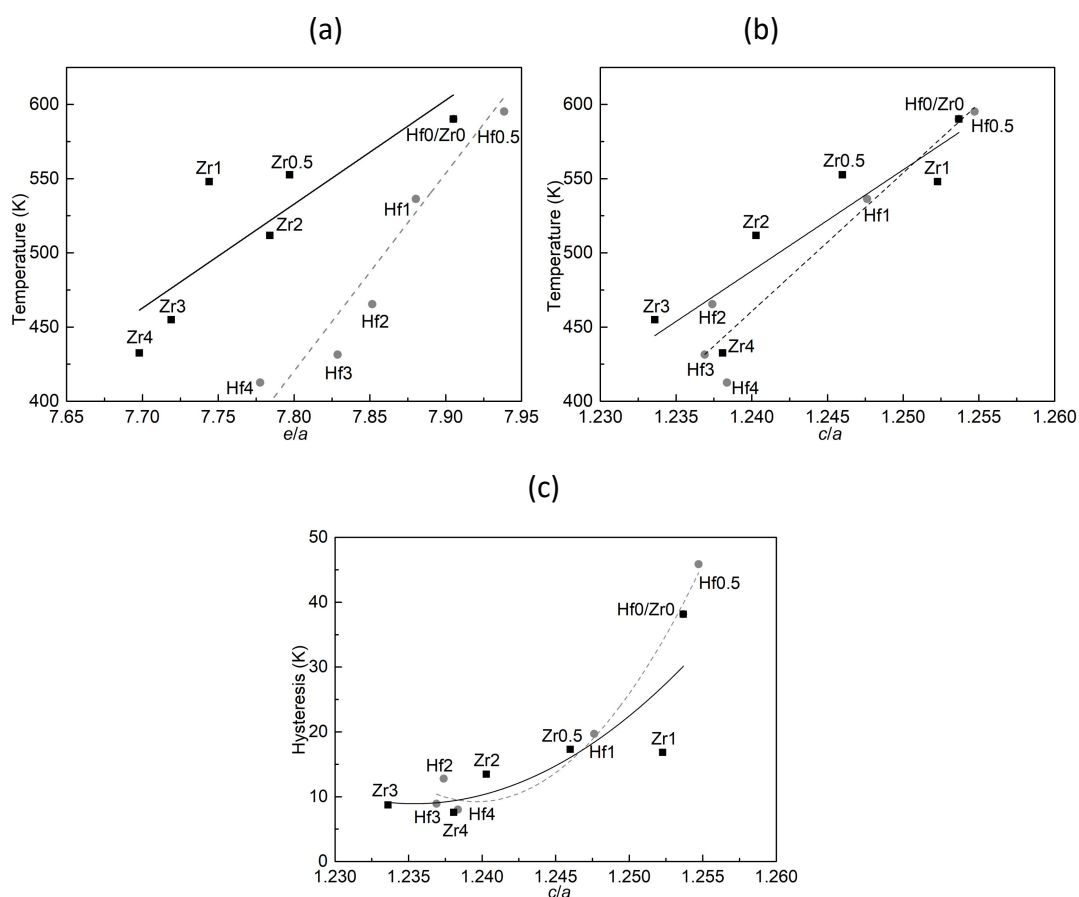 (a)
Temperature (K)
600
550
500
450
400
7.65 7.70 7.75 7.80 7.85 7.90 7.95
e/a
Zr1
Zr0.5
Zr2
Zr3
Zr4
Hf0/Zr0
Hf0.5
Hf1
Hf2
Hf3
Hf4
(b)
Temperature (K)
600
550
500
450
400
1.230 1.235 1.240 1.245 1.250 1.255 1.260
c/a
Hf0/Zr0
Hf0.5
Zr0.5
Zr1
Hf1
Zr2
Zr3
Hf2
Hf3
Zr4
Hf4
(c)
Hysteresis (K)
50
40
30
20
10
0
1.230 1.235 1.240 1.245 1.250 1.255 1.260
c/a
Hf0.5
Hf0/Zr0
Zr0.5
Hf1
Zr1
Hf2
Zr2
Zr3
Hf3
Hf4
Zr4